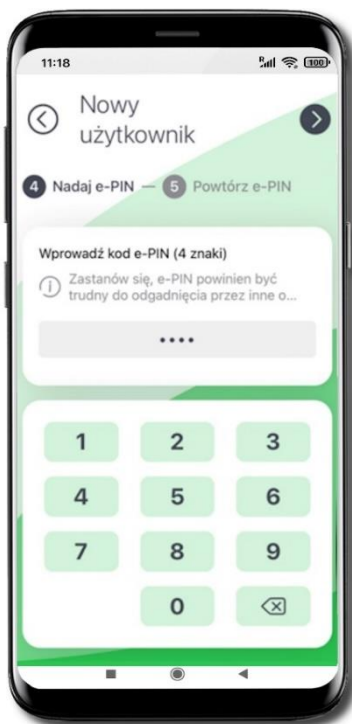 11:18
100
Nowy
użytkownik
4 Nadaj e-PIN — 5 Powtórz e-PIN
Wprowadź kod e-PIN (4 znaki)
Zastanów się, e-PIN powinien być
trudny do odgadnięcia przez inne o...
••••
1 2 3
4 5 6
7 8 9
0